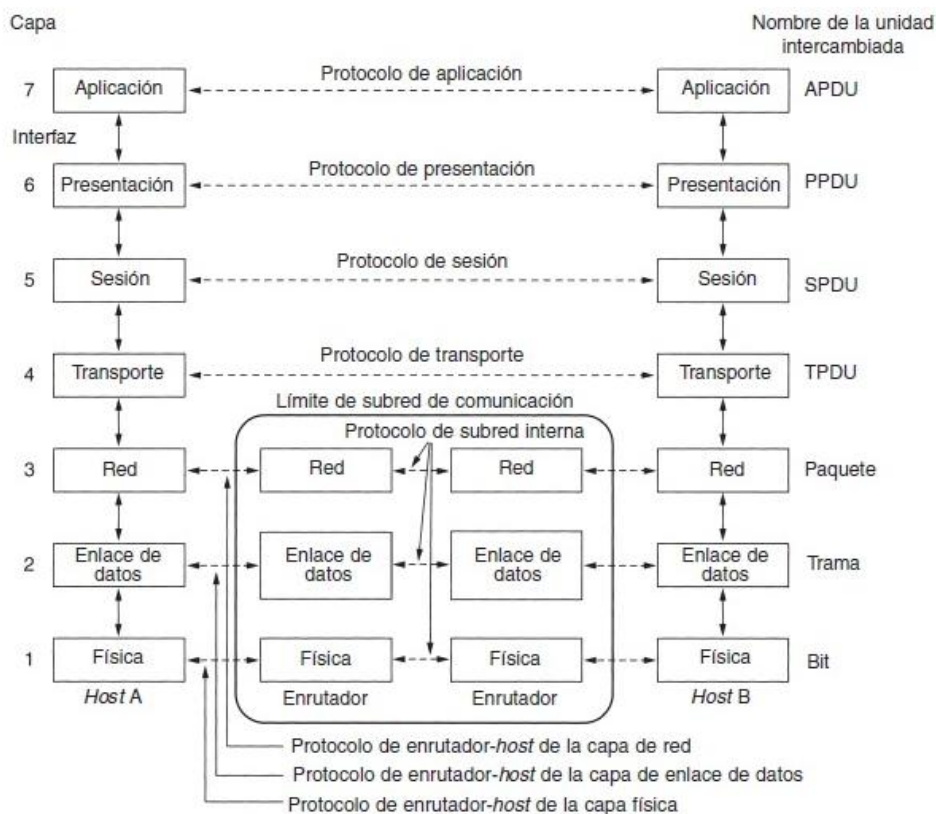 Capa
Nombre de la unidad
intercambiada
7
Aplicación
Protocolo de aplicación
Aplicación
APDU
Interfaz
6
Presentación
Protocolo de presentación
Presentación
PPDU
5
Sesión
Protocolo de sesión
Sesión
SPDU
4
Transporte
Protocolo de transporte
Transporte
TPDU
Límite de subred de comunicación
Protocolo de subred interna
3
Red
Red
Red
Red
Paquete
2
Enlace de
datos
Enlace de
datos
Enlace de
datos
Enlace de
datos
Trama
1
Física
Física
Física
Física
Bit
Host A
Enrutador
Enrutador
Host B
Protocolo de enrutador-host de la capa de red
Protocolo de enrutador-host de la capa de enlace de datos
Protocolo de enrutador-host de la capa física